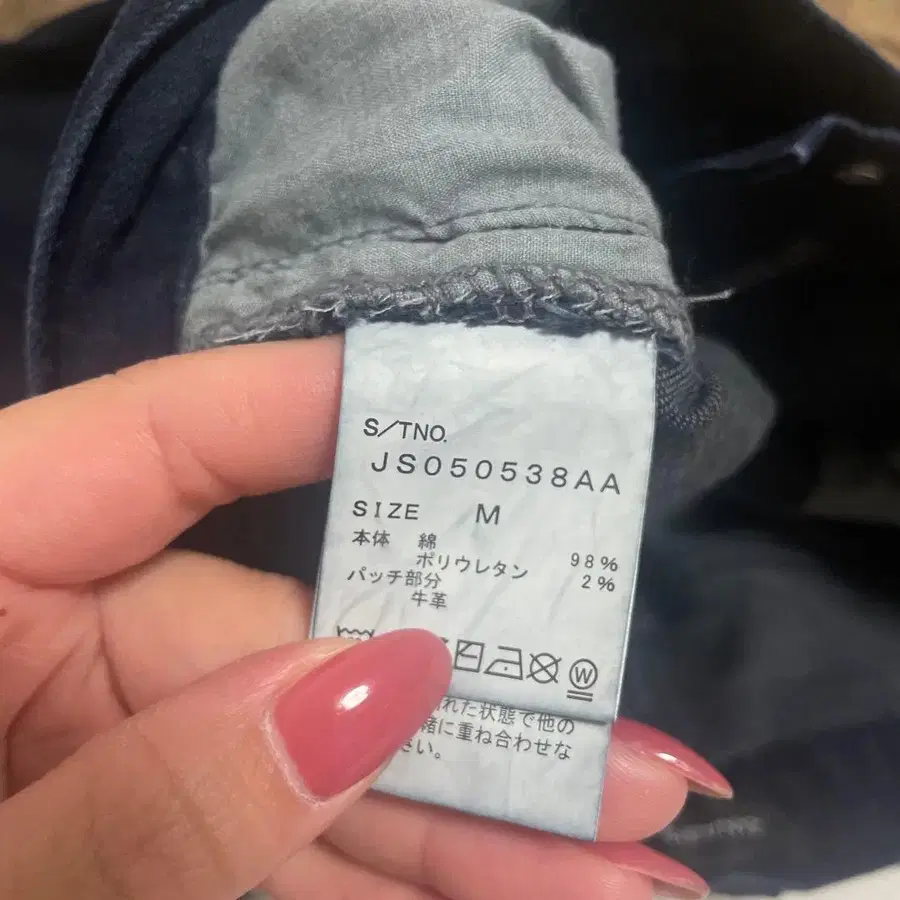 S/TNO.
JS050538AA
SIZE M
本体 綿 98%
ポリウレタン 2%
パッチ部分
牛革
W
れた状態で他の
緒に重ね合わせな
さい。